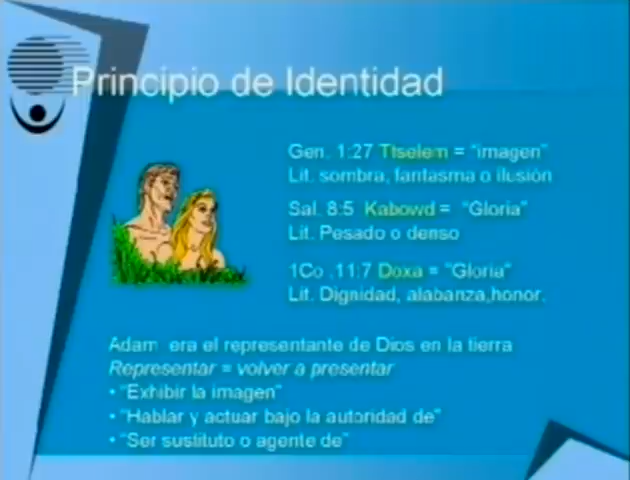 Principio de Identidad
Gen. 1:27 Ttselem = "imagen"
Lit. sombra, fantasma o ilusión
Sal. 8:5 Kabowd = "Gloria"
Lit. Pesado o denso
1Co .11:7 Doxa = "Gloria"
Lit. Dignidad, alabanza,honor.
Adam era el representante de Dios en la tierra
Representar = volver a presentar
• "Exhibir la imagen"
• "Hablar y actuar bajo la autoridad de"
• "Ser sustituto o agente de"